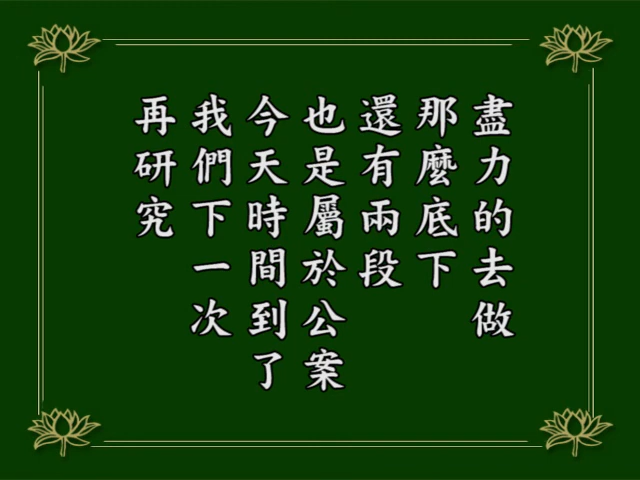 盡力的去做
那麼底下
還有兩段
也是屬於公案
今天時間到了
我們下一次
再研究